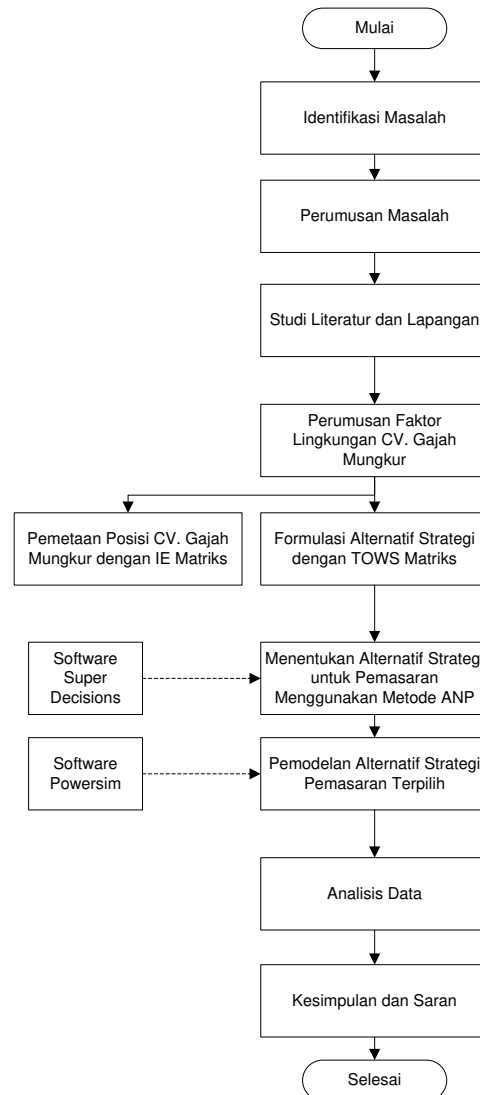 Mulai
Identifikasi Masalah
Perumusan Masalah
Studi Literatur dan Lapangan
Perumusan Faktor
Lingkungan CV. Gajah
Mungkur
Pemetaan Posisi CV. Gajah
Mungkur dengan IE Matriks
Formulasi Alternatif Strategi
dengan TOWS Matriks
Software
Super
Decisions
Menentukan Alternatif Strategi
untuk Pemasaran
Menggunakan Metode ANP
Software
Powersim
Pemodelan Alternatif Strategi
Pemasaran Terpilih
Analisis Data
Kesimpulan dan Saran
Selesai